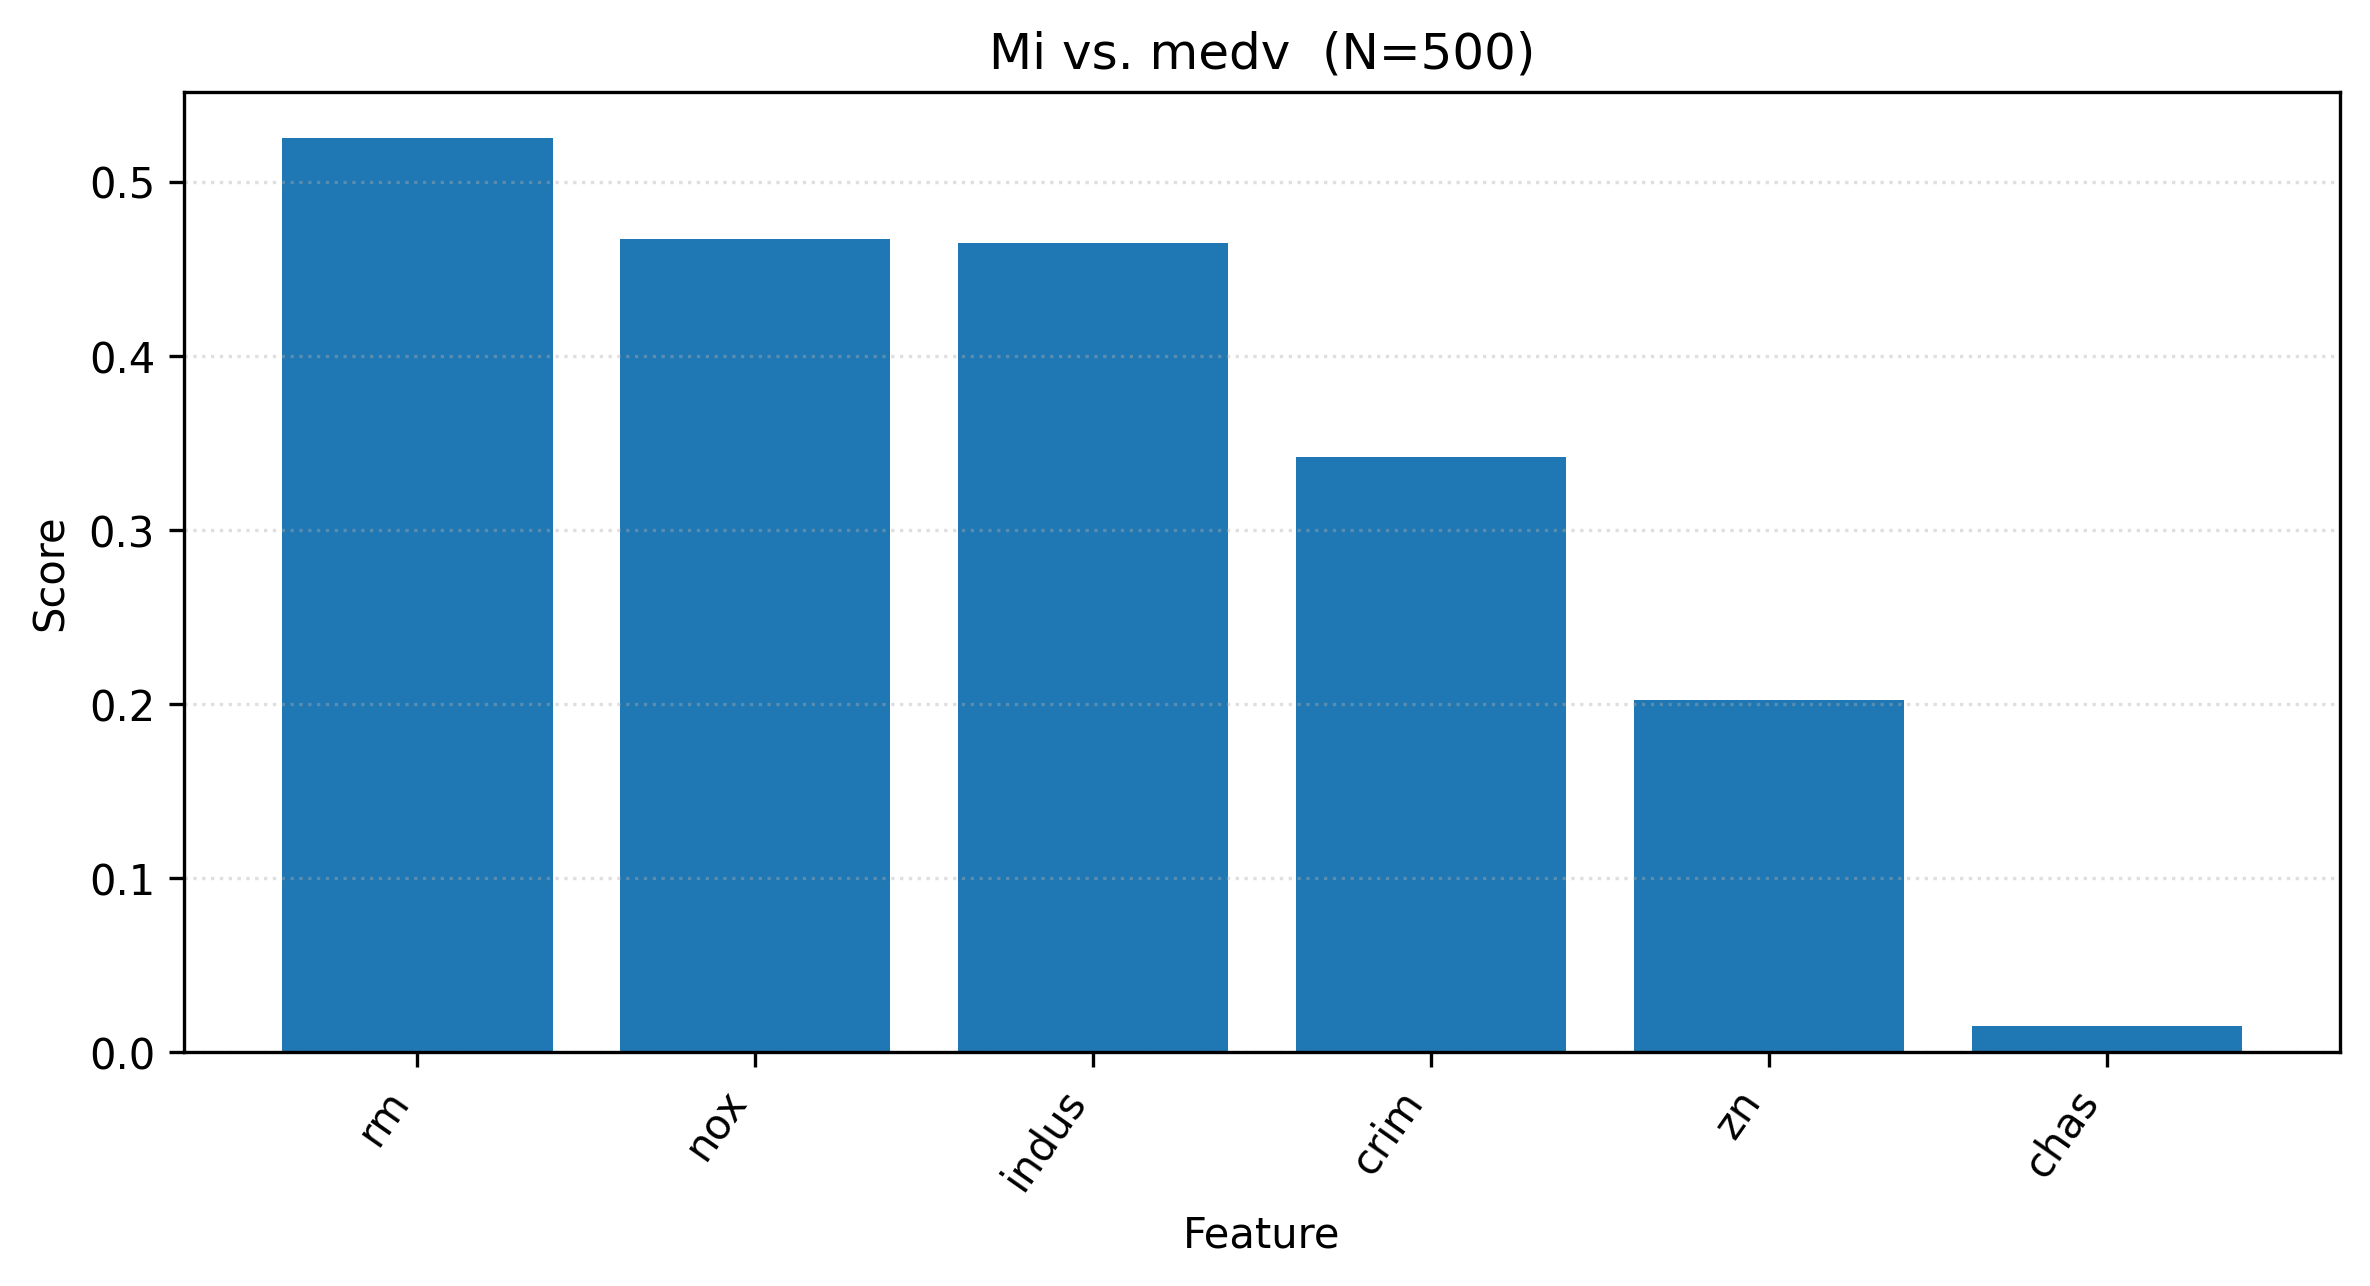 Mi vs. medv  (N=500)
Score
0.5
0.4
0.3
0.2
0.1
0.0
rm
nox
indus
crim
zn
chas
Feature